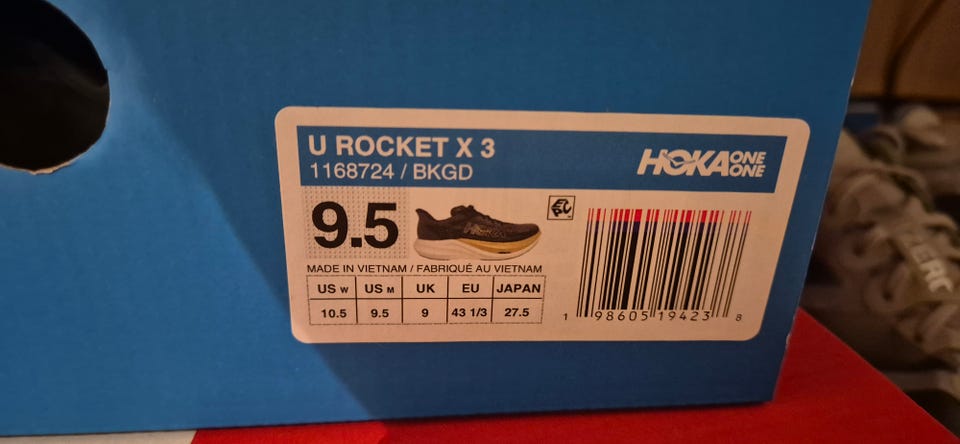 U ROCKET X 3
1168724 / BKGD
HOKA ONE ONE
9.5
MADE IN VIETNAM / FABRIQUÉ AU VIETNAM
US W US M UK EU JAPAN
10.5 9.5 9 43 1/3 27.5
1 98605 19423 8